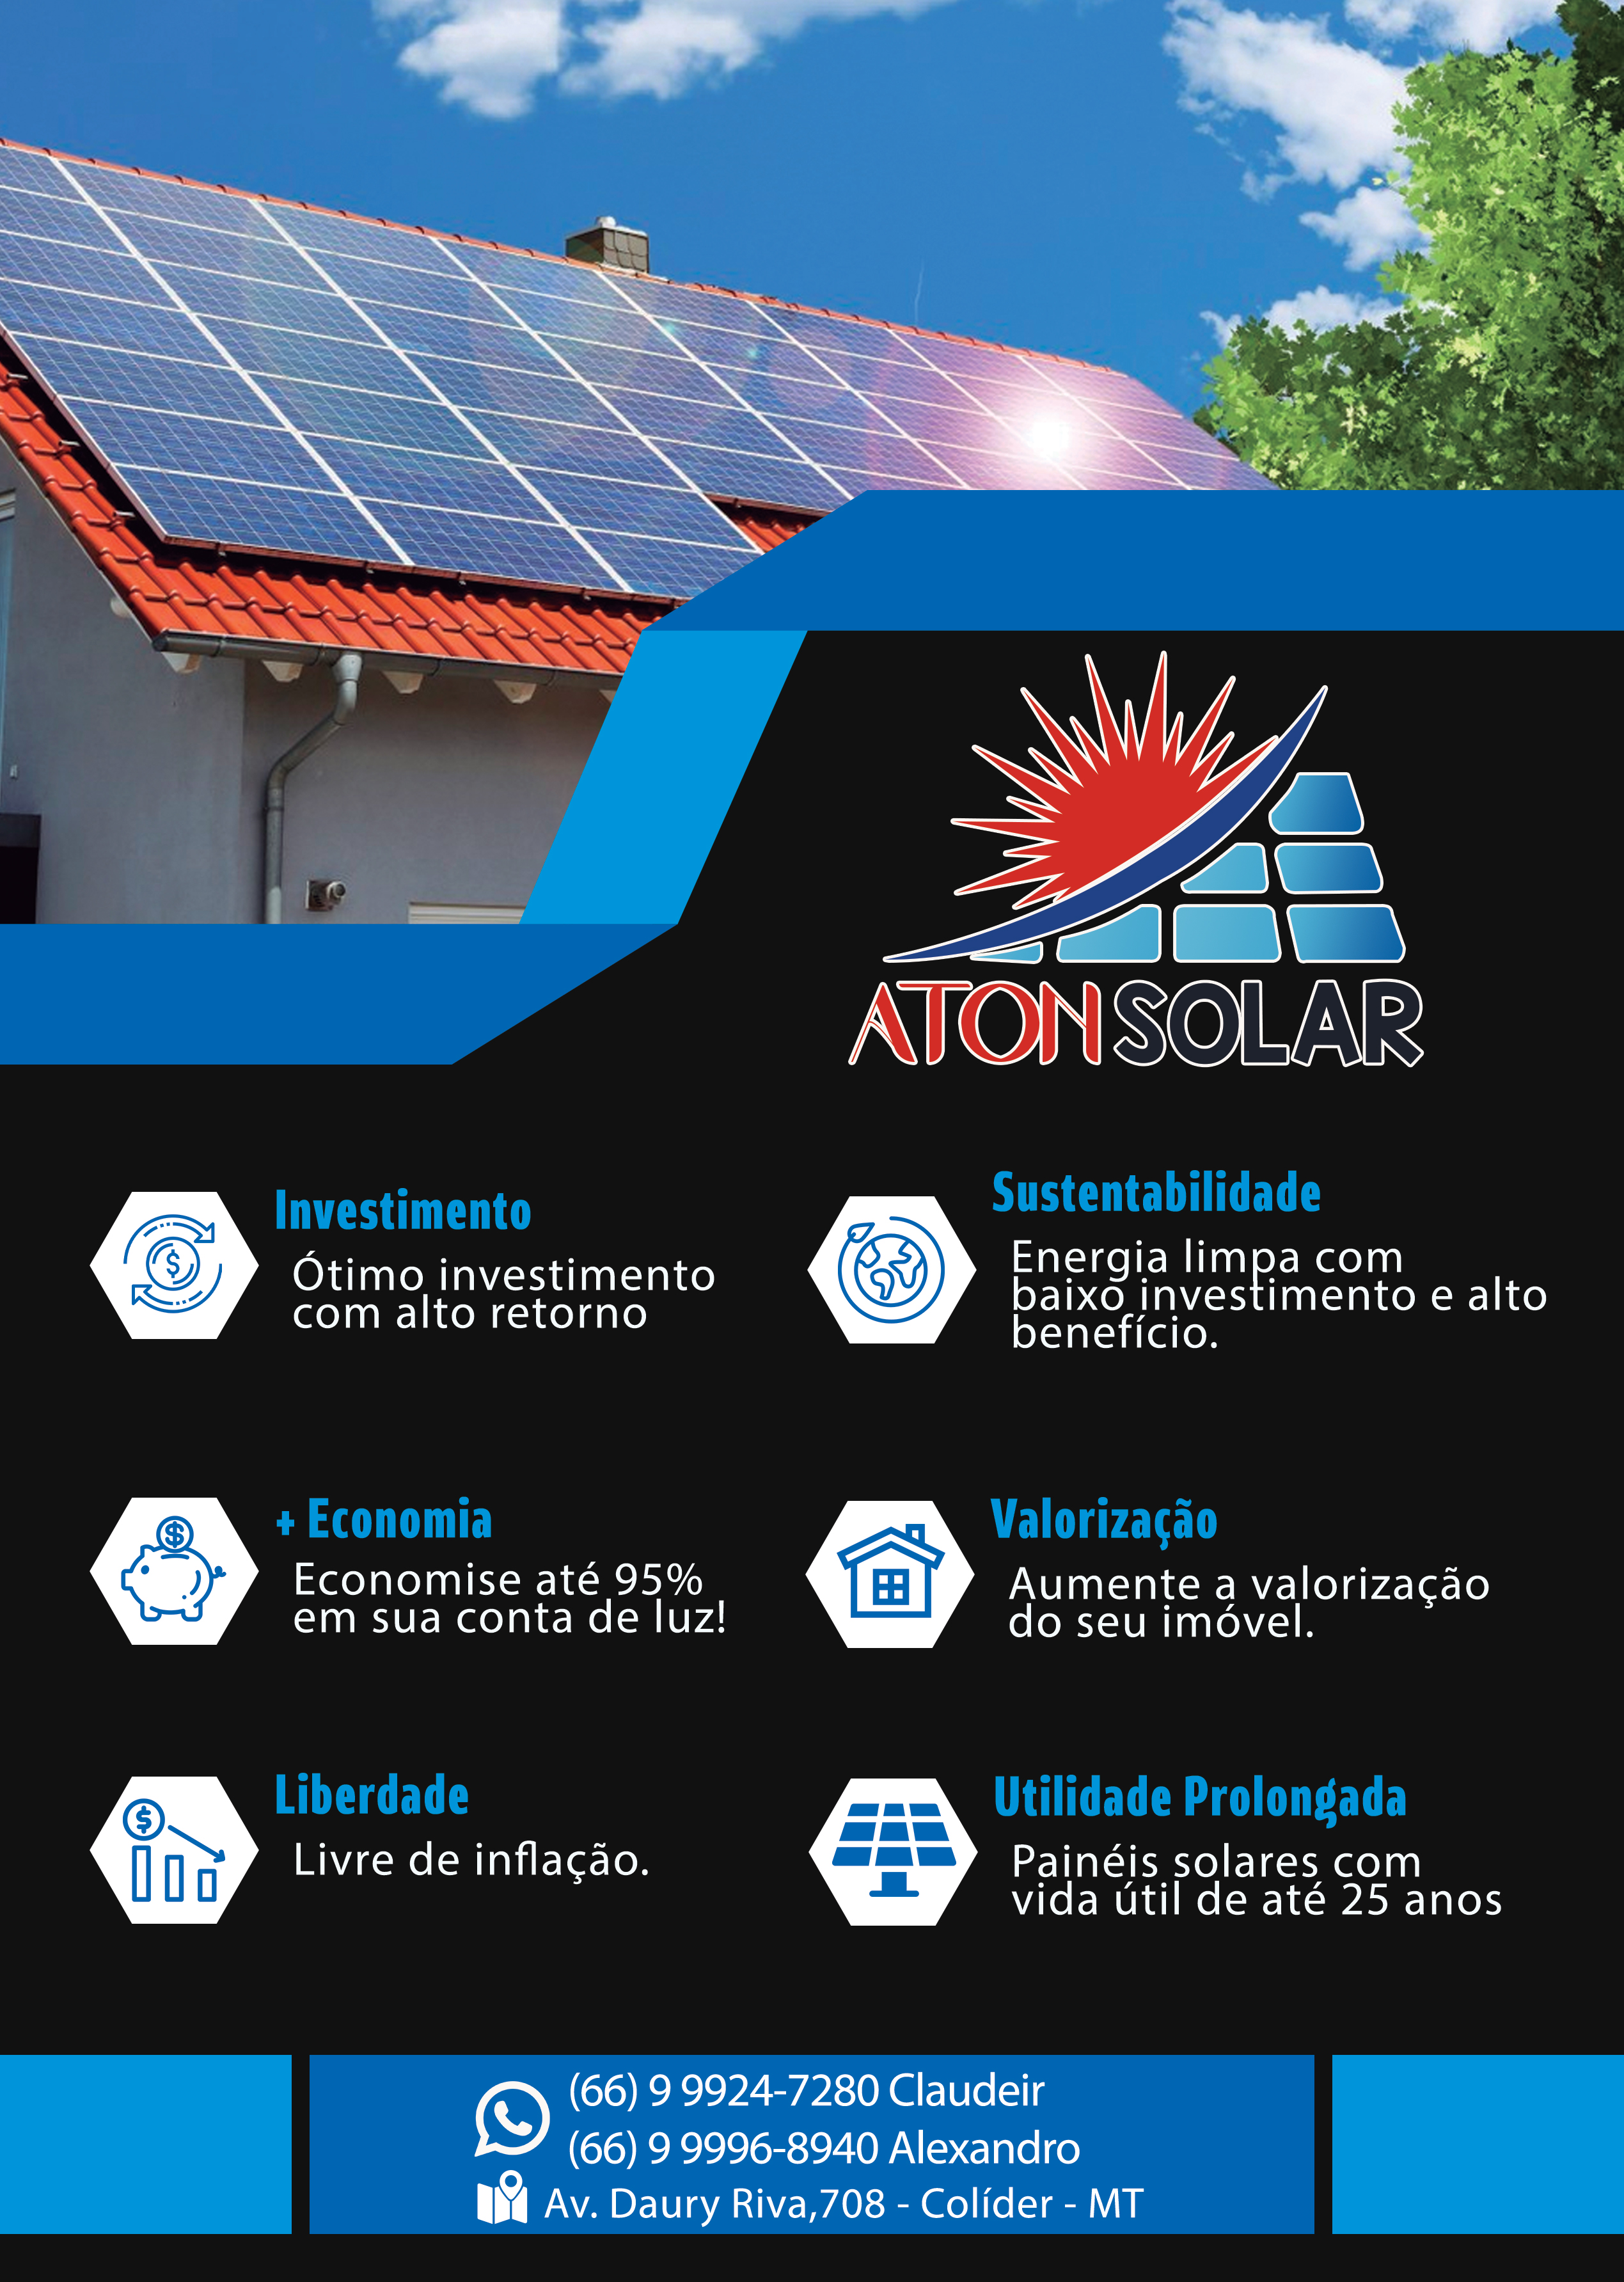 ATON SOLAR
Investimento
Ótimo investimento
com alto retorno
Sustentabilidade
Energia limpa com
baixo investimento e alto
benefício.
+ Economia
Economise até 95%
em sua conta de luz!
Valorização
Aumente a valorização
do seu imóvel.
Liberdade
Livre de inflação.
Utilidade Prolongada
Painéis solares com
vida útil de até 25 anos
(66) 9 9924-7280 Claudeir
(66) 9 9996-8940 Alexandro
Av. Daury Riva,708 - Colíder - MT